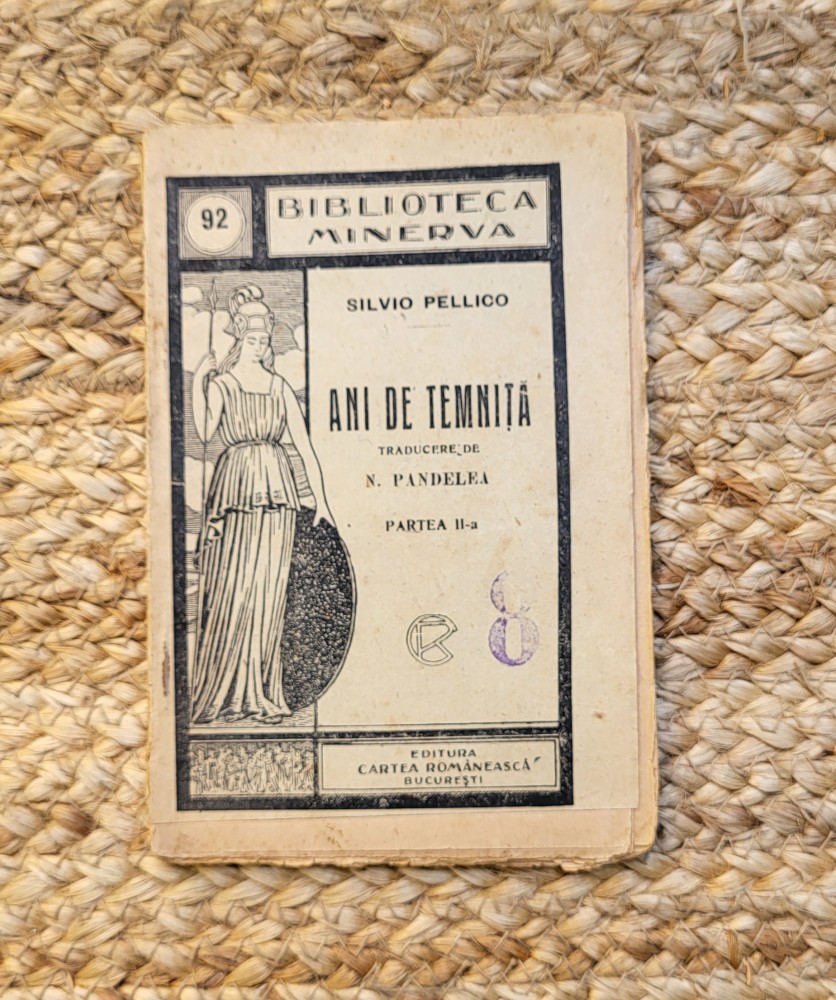 92
BIBLIOTECA
MINERVA
SILVIO PELLICO
ANI DE TEMNIȚĂ
TRADUCERE DE
N. PANDELEA
PARTEA II-a
8
EDITURA
CARTEA ROMÂNEASCĂ
BUCUREȘTI